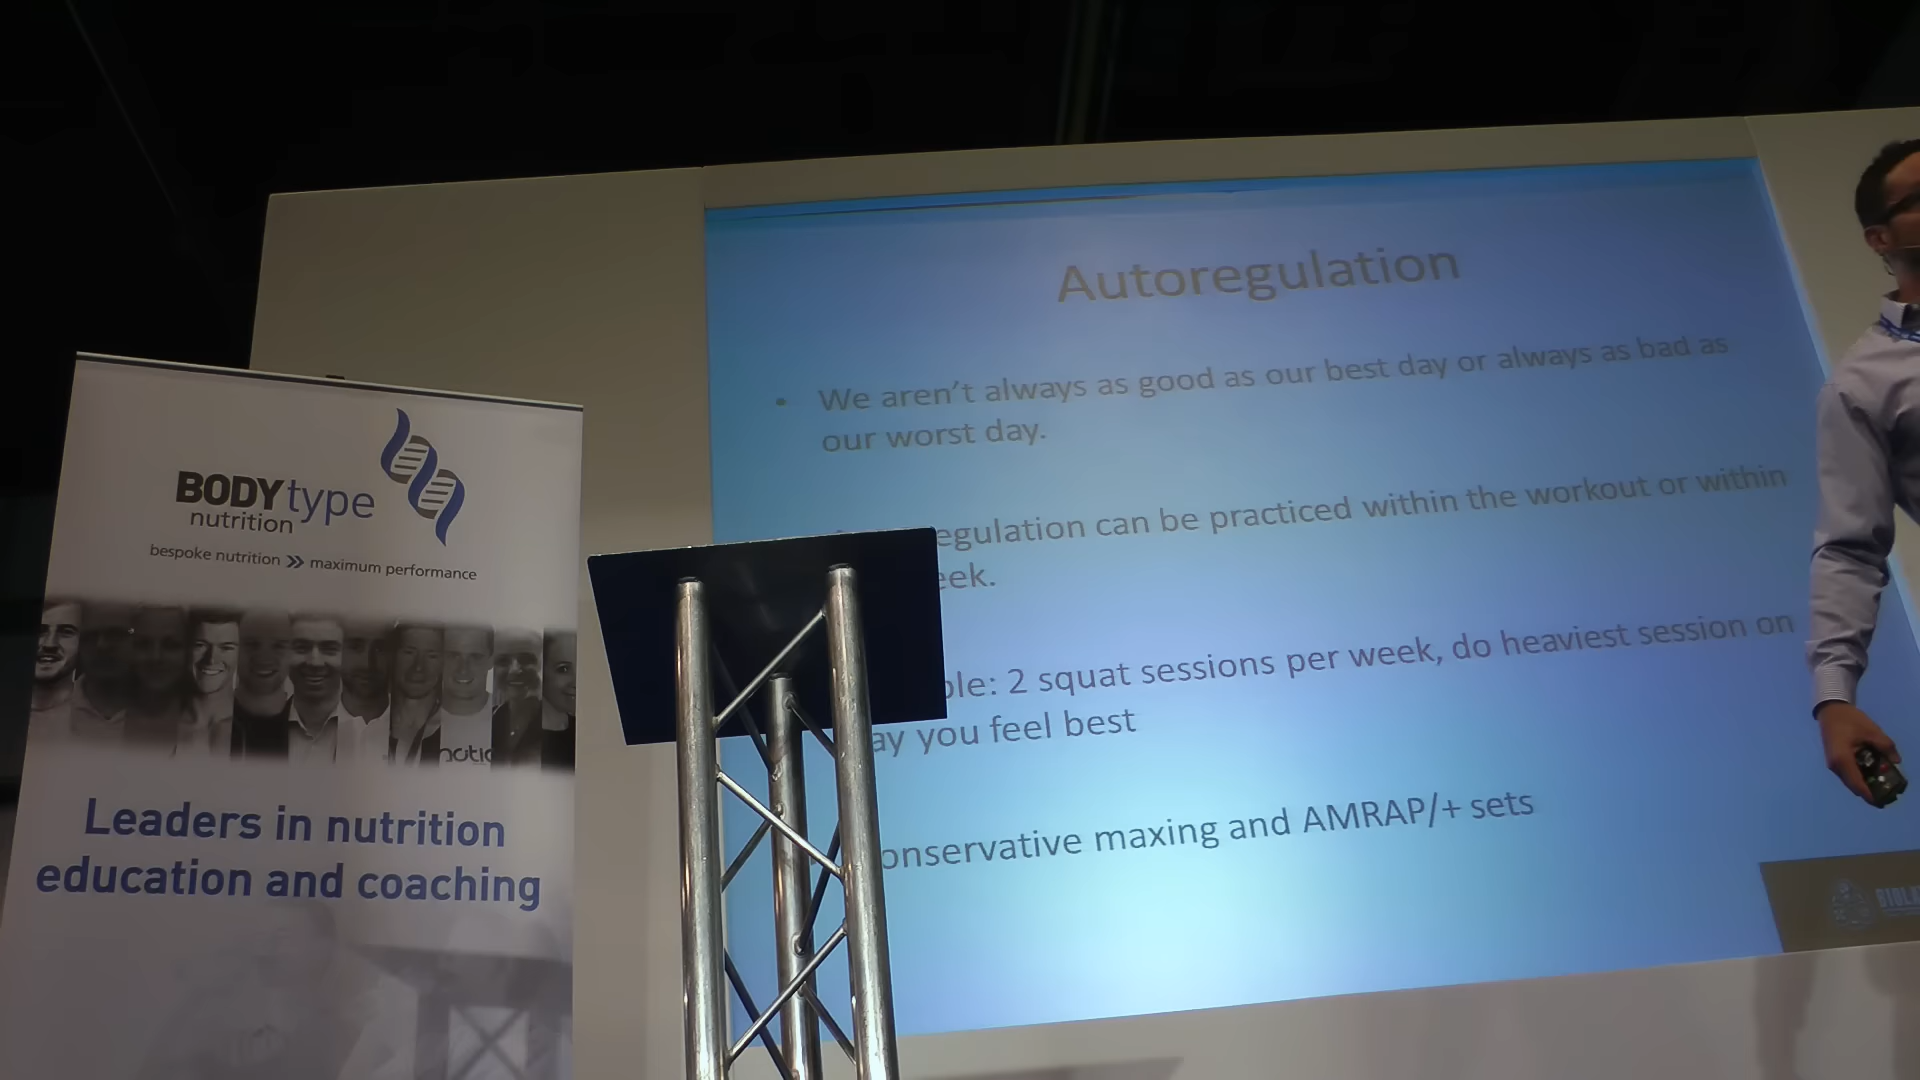 BODYtype
nutrition
bespoke nutrition » maximum performance
Leaders in nutrition
education and coaching
Autoregulation
• We aren't always as good as our best day or always as bad as
our worst day.
egulation can be practiced within the workout or within
eek.
ple: 2 squat sessions per week, do heaviest session on
ay you feel best
onservative maxing and AMRAP/+ sets